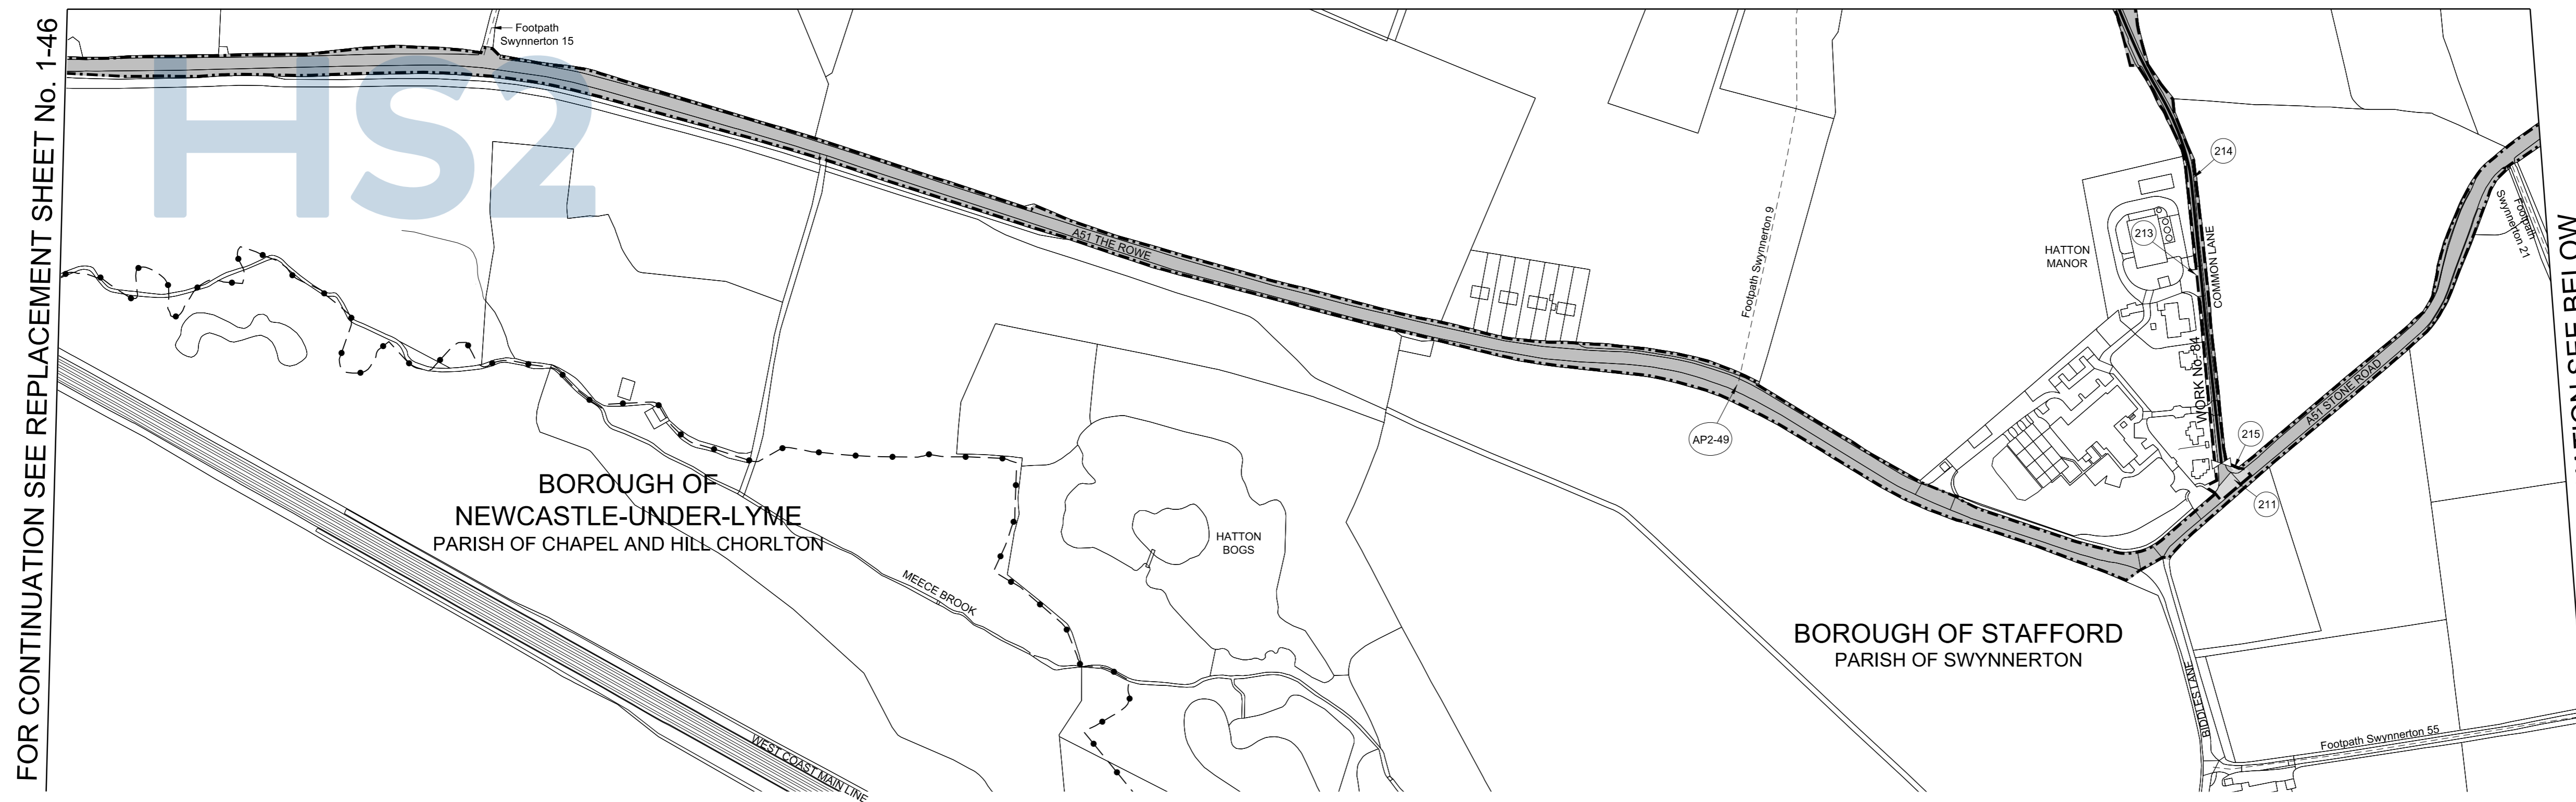 FOR CONTINUATION SEE REPLACEMENT SHEET No. 1-46
HS2
Footpath
Swynnerton 15
A51 THE ROWE
Footpath Swynnerton 9
214
213
HATTON
MANOR
COMMON LANE
WORK No. 84
Footpath
Swynnerton 21
A51 STONE ROAD
AP2-49
215
211
BOROUGH OF
NEWCASTLE-UNDER-LYME
PARISH OF CHAPEL AND HILL CHORLTON
HATTON
BOGS
MEECE BROOK
BOROUGH OF STAFFORD
PARISH OF SWYNNERTON
BIDDLES LANE
Footpath Swynnerton 55
WEST COAST MAIN LINE
SEE BELOW